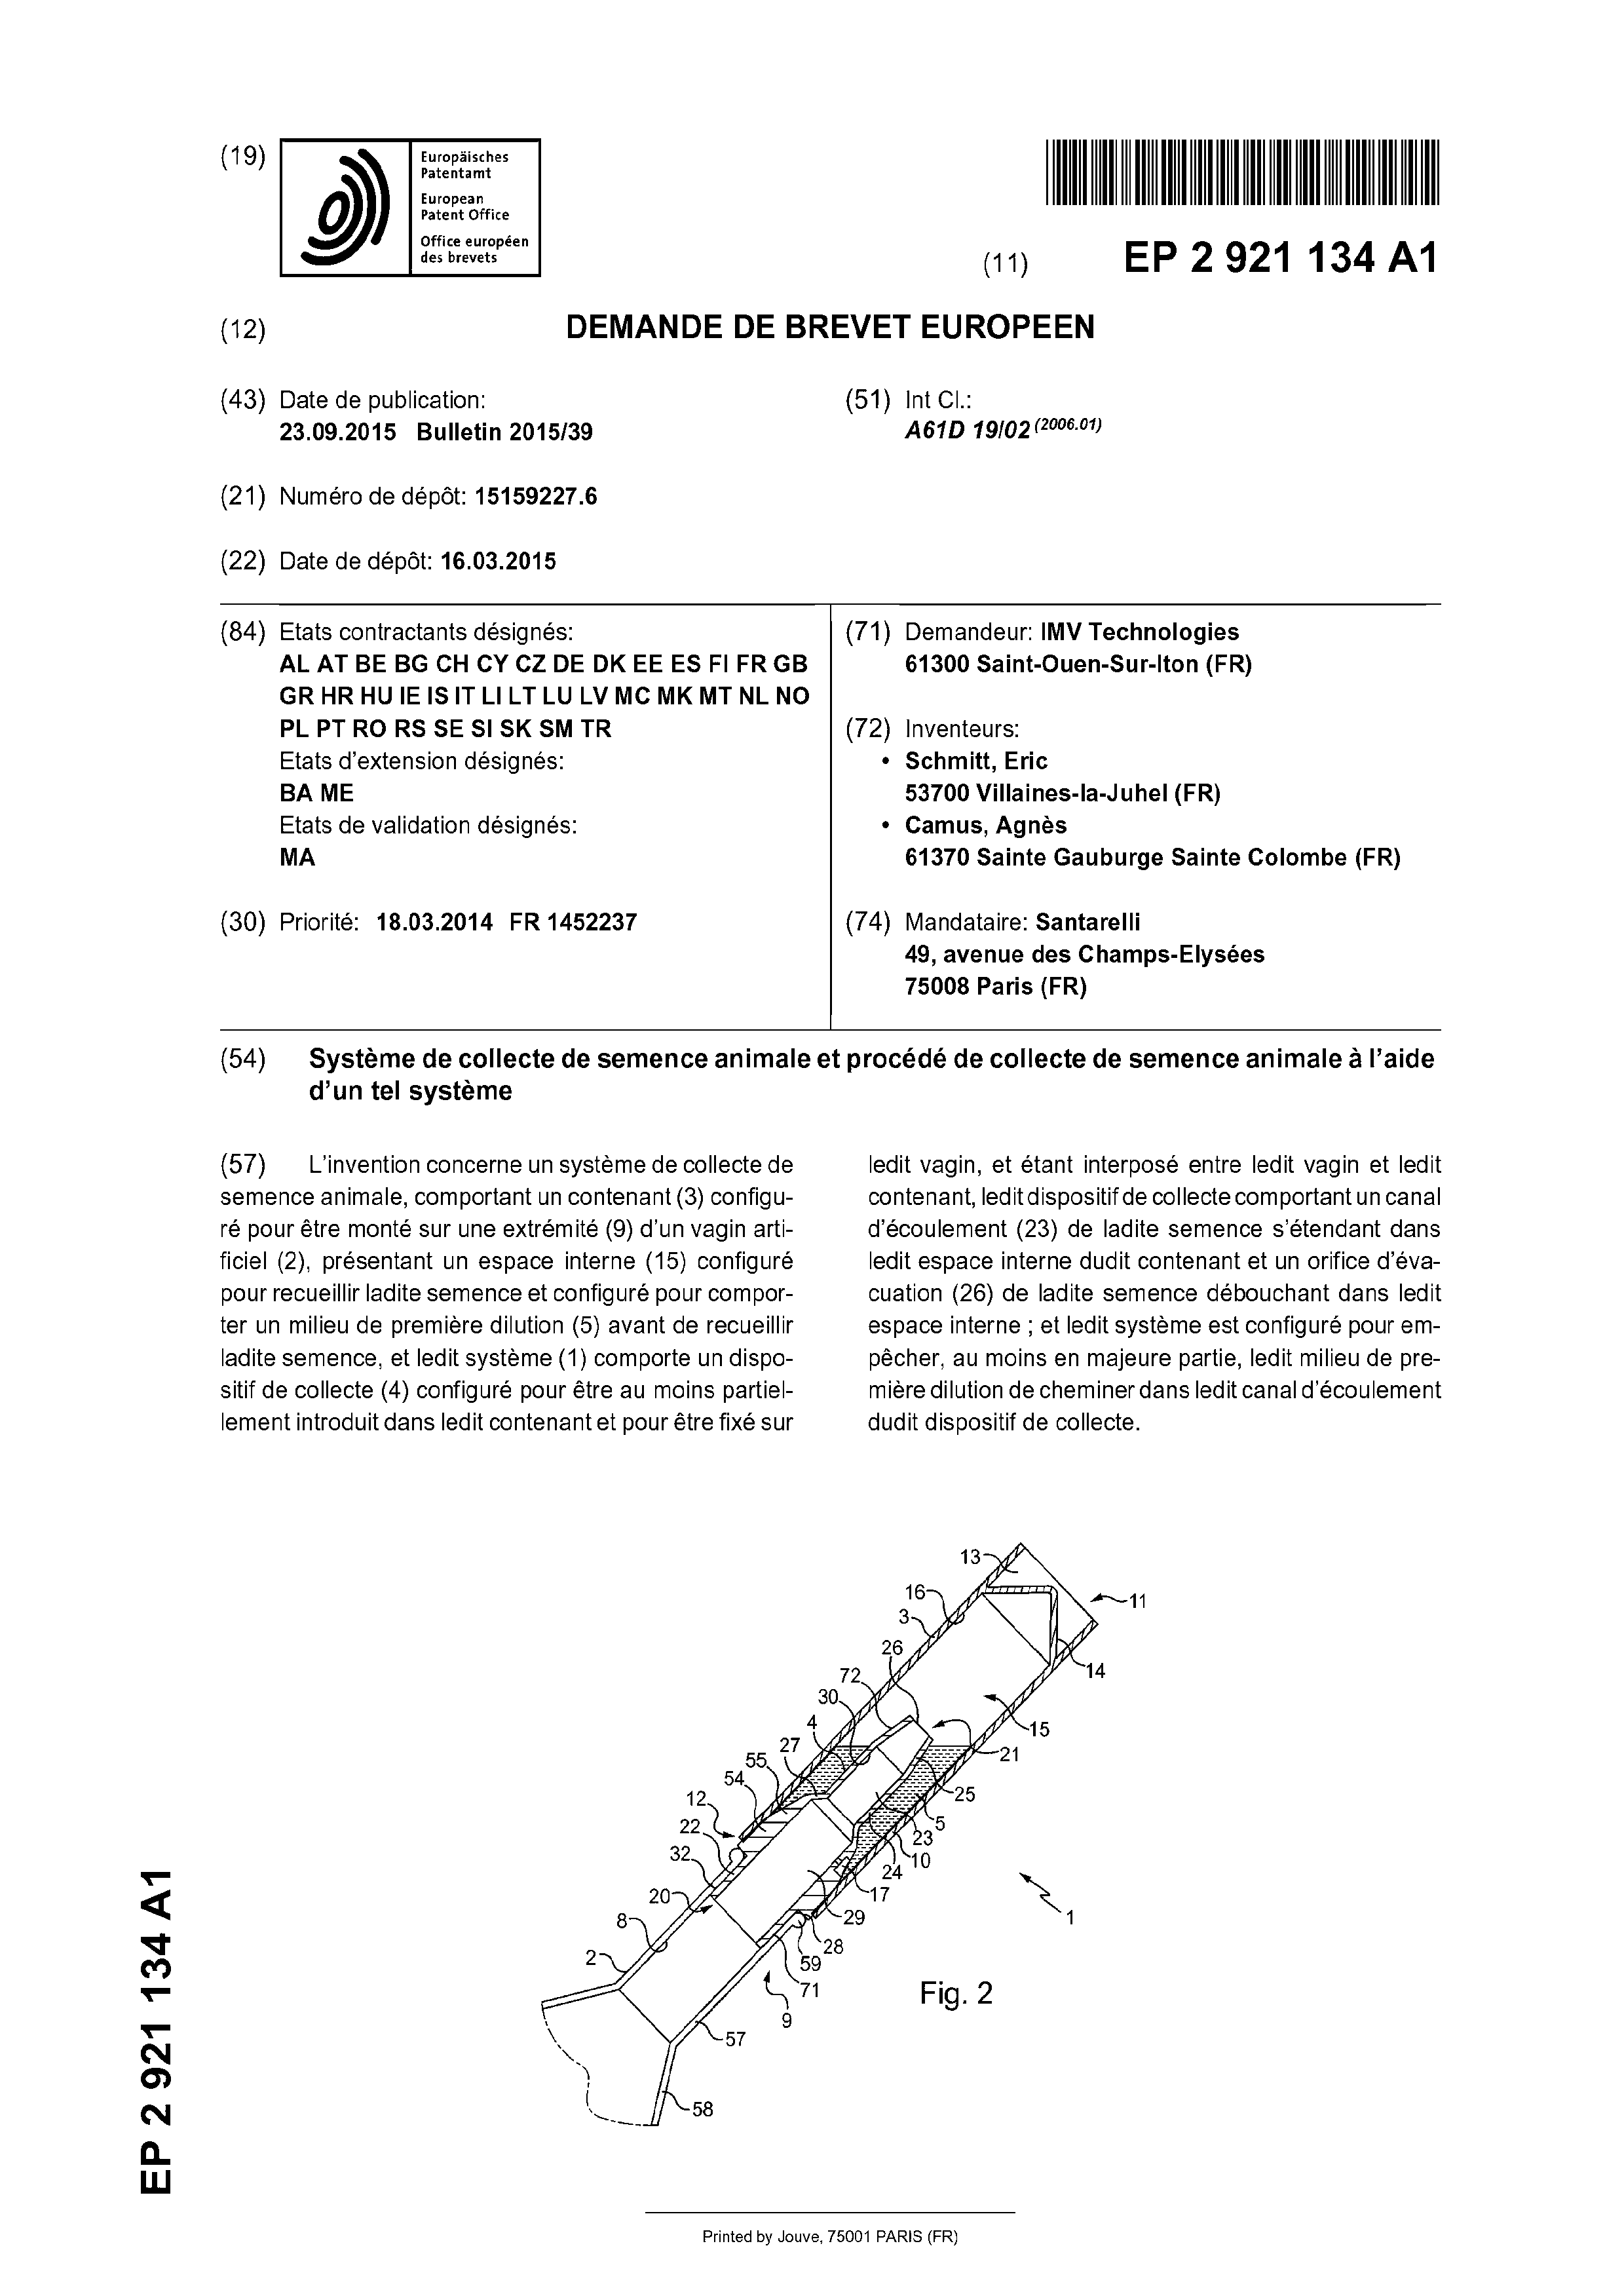 (19)
Europäisches
Patentamt
European
Patent Office
Office européen
des brevets
(11) EP 2 921 134 A1
(12) DEMANDE DE BREVET EUROPEEN
(43) Date de publication:
23.09.2015 Bulletin 2015/39
(51) Int Cl.:
A61D 19/02 (2006.01)
(21) Numéro de dépôt: 15159227.6
(22) Date de dépôt: 16.03.2015
(84) Etats contractants désignés:
AL AT BE BG CH CY CZ DE DK EE ES FI FR GB
GR HR HU IE IS IT LI LT LU LV MC MK MT NL NO
PL PT RO RS SE SI SK SM TR
Etats d'extension désignés:
BA ME
Etats de validation désignés:
MA
(30) Priorité: 18.03.2014 FR 1452237
(71) Demandeur: IMV Technologies
61300 Saint-Ouen-Sur-Iton (FR)
(72) Inventeurs:
• Schmitt, Eric
53700 Villaines-la-Juhel (FR)
• Camus, Agnès
61370 Sainte Gauburge Sainte Colombe (FR)
(74) Mandataire: Santarelli
49, avenue des Champs-Elysées
75008 Paris (FR)
(54) Système de collecte de semence animale et procédé de collecte de semence animale à l'aide
d'un tel système
(57) L'invention concerne un système de collecte de
semence animale, comportant un contenant (3) configu-
ré pour être monté sur une extrémité (9) d'un vagin arti-
ficiel (2), présentant un espace interne (15) configuré
pour recueillir ladite semence et configuré pour compor-
ter un milieu de première dilution (5) avant de recueillir
ladite semence, et ledit système (1) comporte un dispo-
sitif de collecte (4) configuré pour être au moins partiel-
lement introduit dans ledit contenant et pour être fixé sur
ledit vagin, et étant interposé entre ledit vagin et ledit
contenant, ledit dispositif de collecte comportant un canal
d'écoulement (23) de ladite semence s'étendant dans
ledit espace interne dudit contenant et un orifice d'éva-
cuation (26) de ladite semence débouchant dans ledit
espace interne ; et ledit système est configuré pour em-
pêcher, au moins en majeure partie, ledit milieu de pre-
mière dilution de cheminer dans ledit canal d'écoulement
dudit dispositif de collecte.
13
16
11
3
26
14
72
30
15
4
21
27
55
25
54
5
12
23
22
10
24
32
17
20
29
1
8
28
59
2
71
Fig. 2
9
57
58
EP 2 921 134 A1
Printed by Jouve, 75001 PARIS (FR)